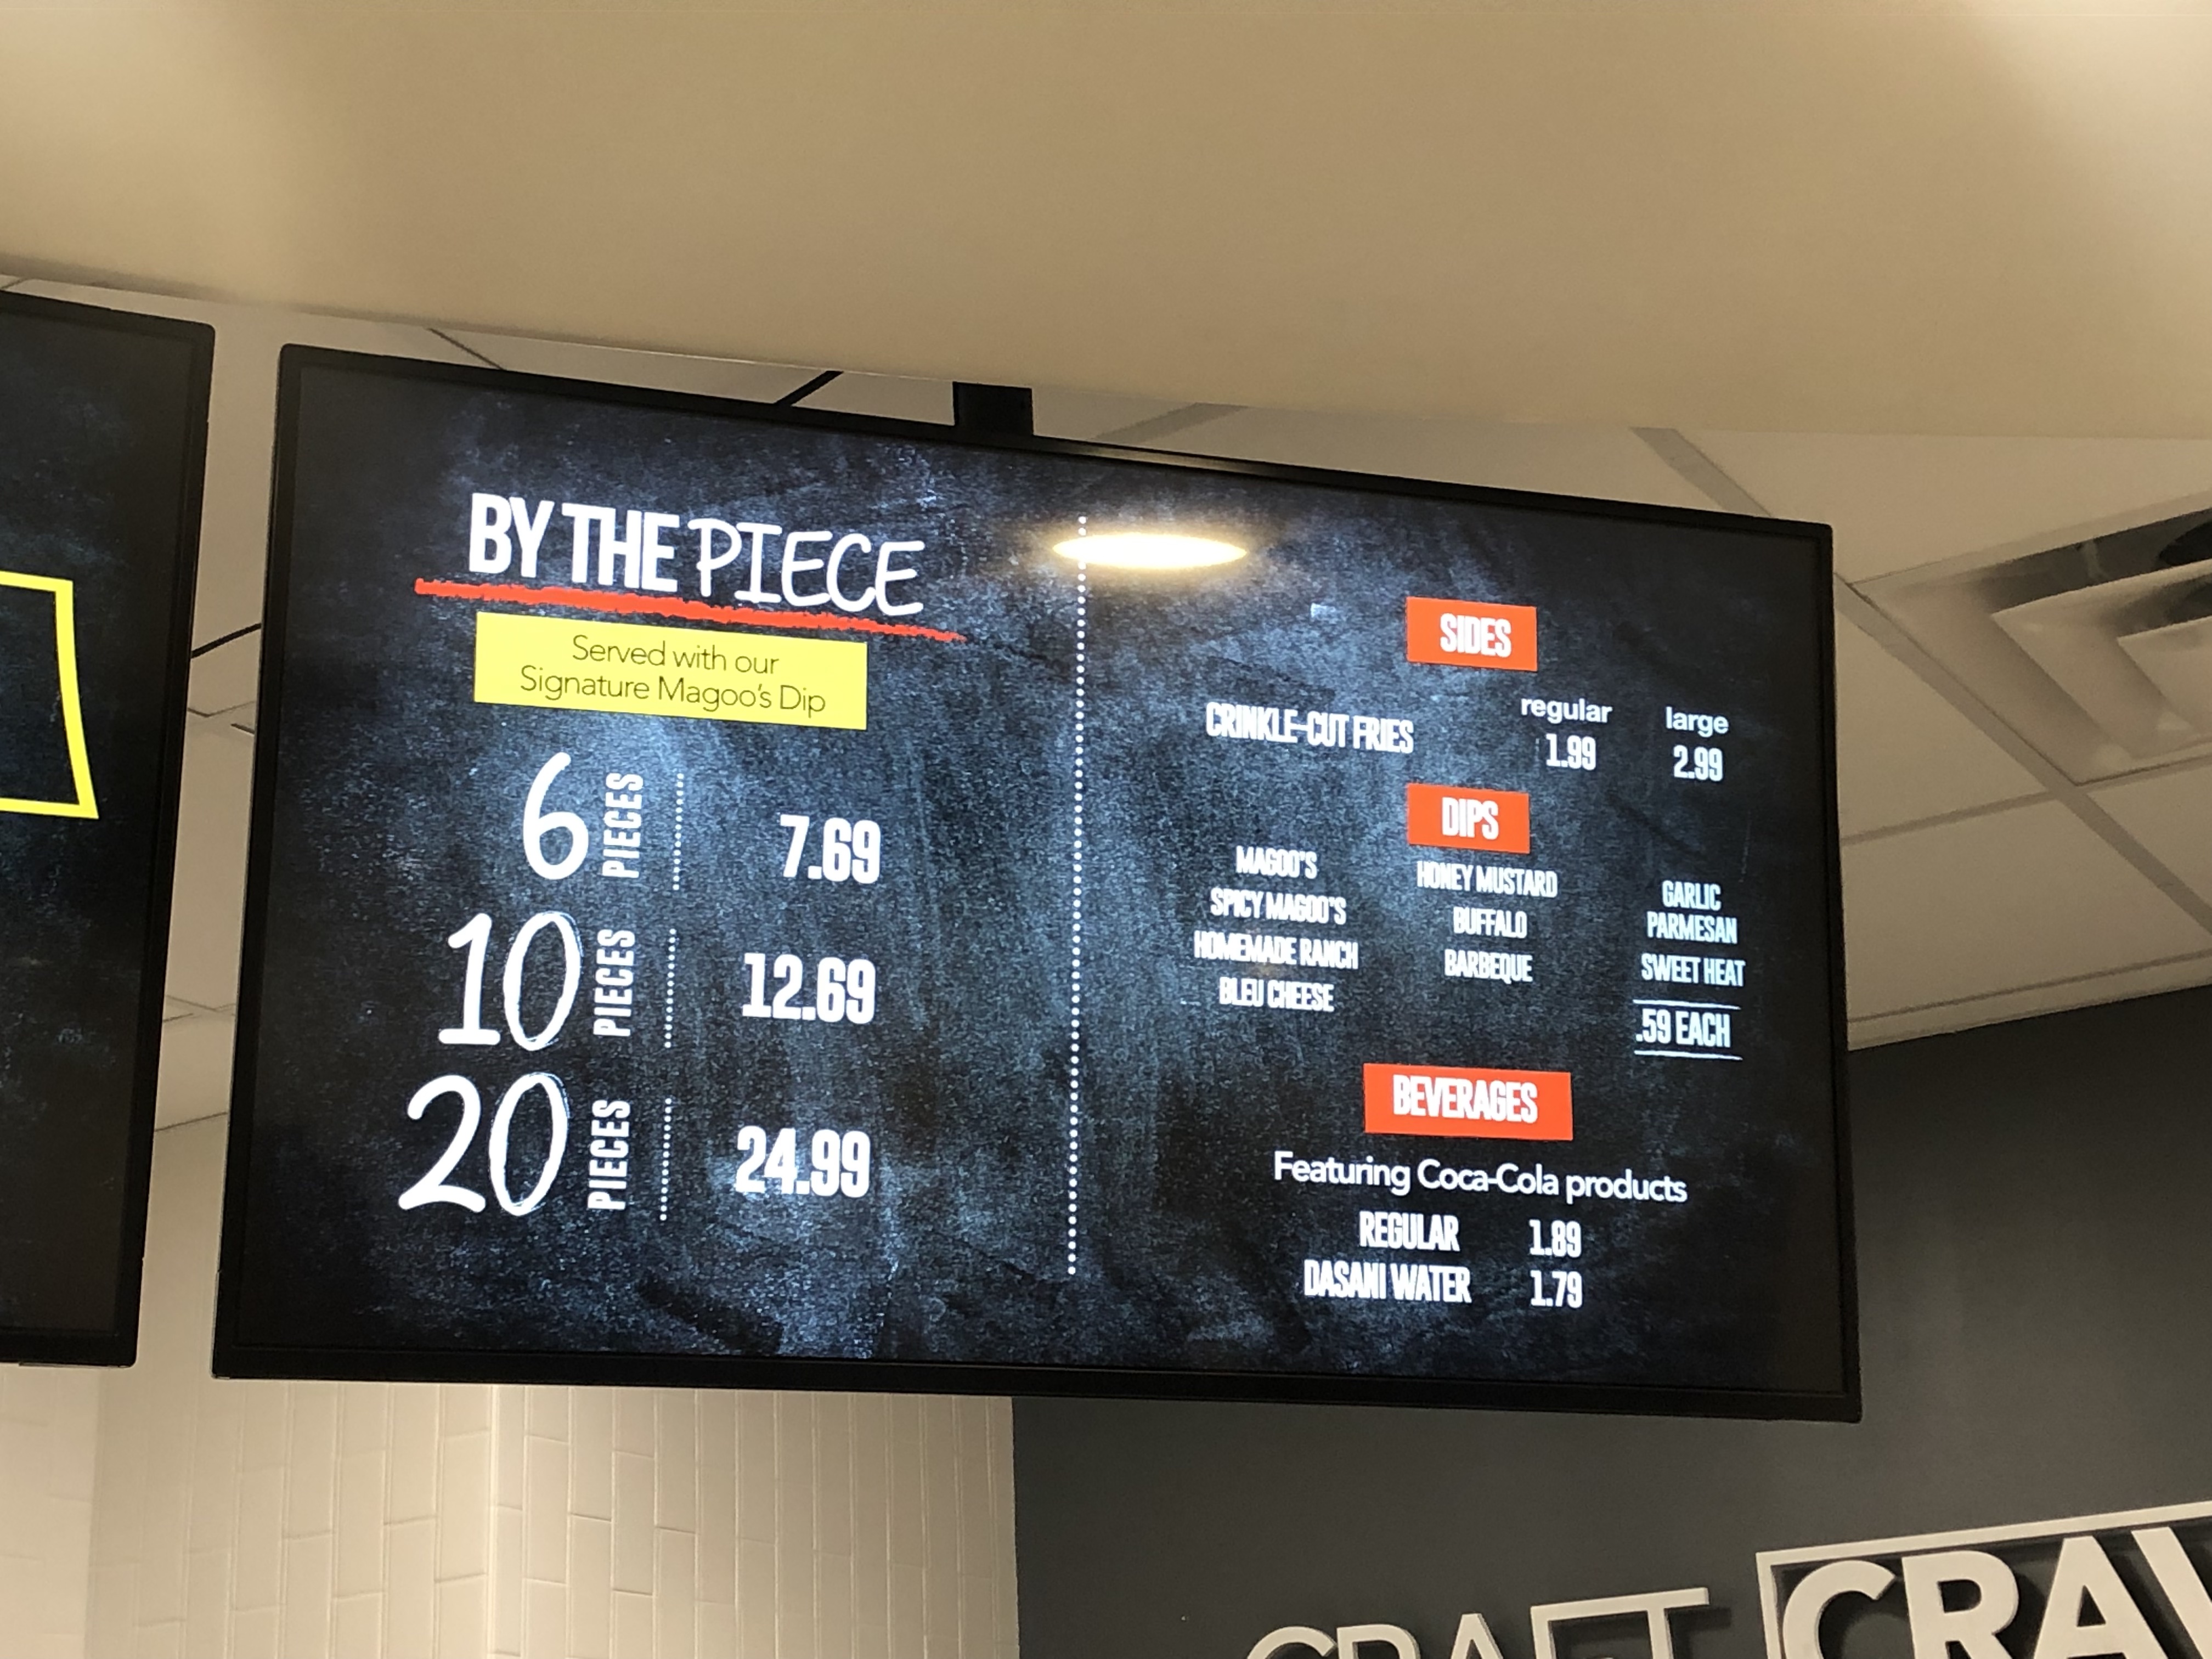 BY THE PIECE
Served with our
Signature Magoo's Dip
6 PIECES 7.69
10 PIECES 12.69
20 PIECES 24.99
SIDES
regular large
CRINKLE-CUT FRIES 1.99 2.99
DIPS
MAGOO'S
SPICY MAGOO'S
HOMEMADE RANCH
BLEU CHEESE
HONEY MUSTARD
BUFFALO
BARBEQUE
GARLIC
PARMESAN
SWEET HEAT
.59 EACH
BEVERAGES
Featuring Coca-Cola products
REGULAR 1.89
DASANI WATER 1.79
CRAFT